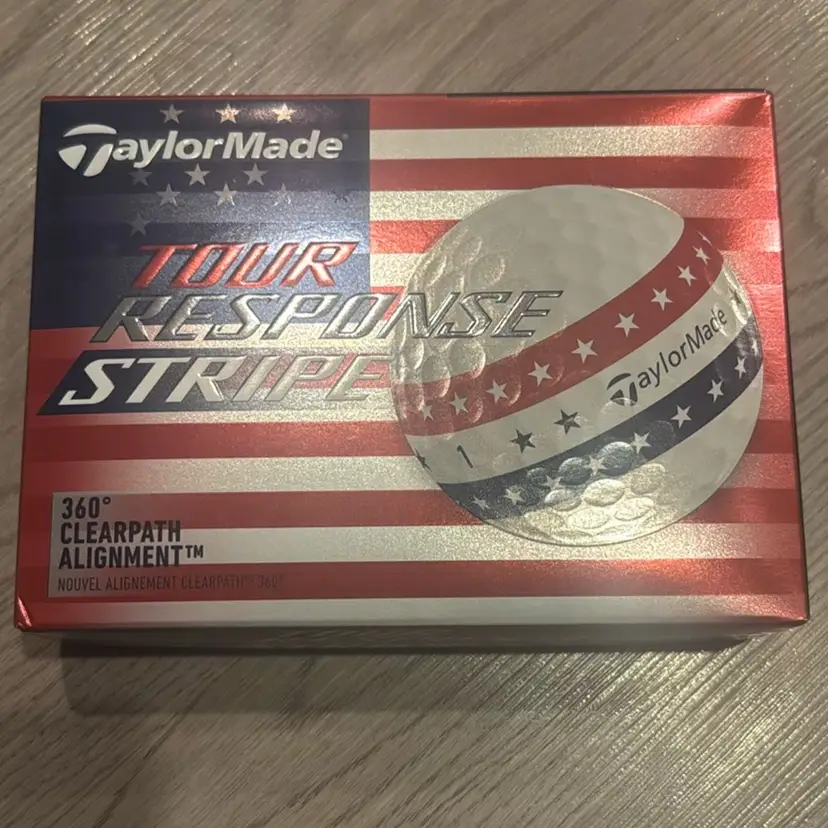 TaylorMade
TOUR
RESPONSE
STRIPE
TaylorMade
1
360°
CLEARPATH
ALIGNMENT™
NOUVEL ALIGNEMENT CLEARPATH™ 360°